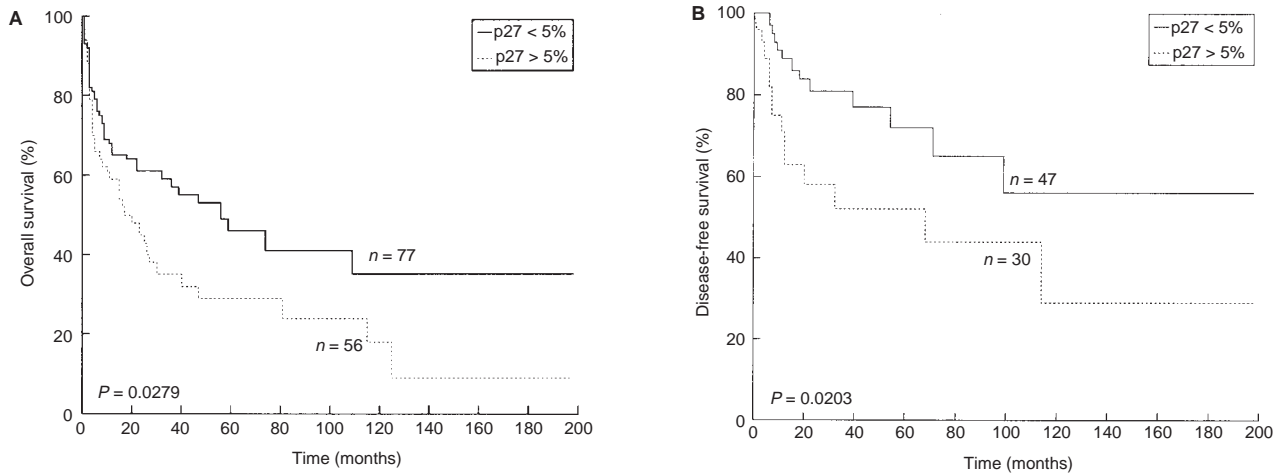 A
p27 < 5%
p27 > 5%
Overall survival (%)
100
80
60
40
20
0
n = 77
n = 56
P = 0.0279
0 20 40 60 80 100 120 140 160 180 200
Time (months)
B
p27 < 5%
p27 > 5%
Disease-free survival (%)
100
80
60
40
20
0
n = 47
n = 30
P = 0.0203
0 20 40 60 80 100 120 140 160 180 200
Time (months)